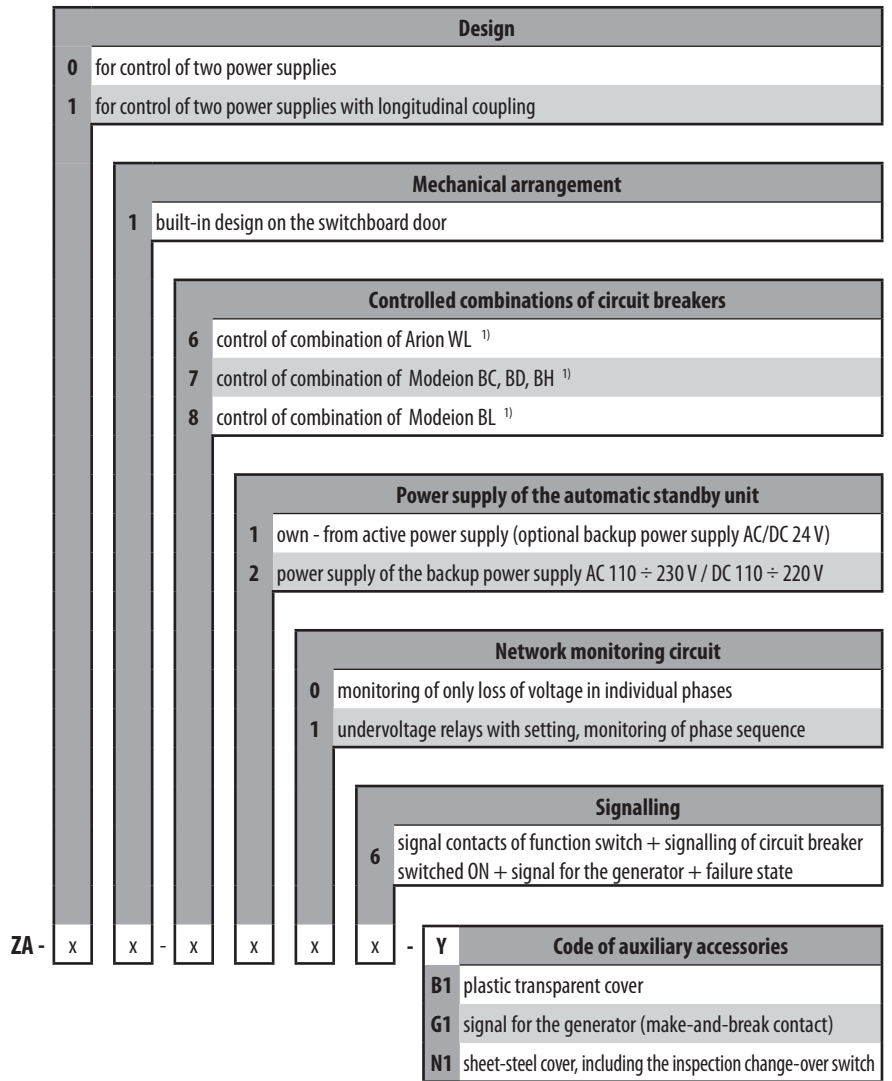 Design
0 for control of two power supplies
1 for control of two power supplies with longitudinal coupling
Mechanical arrangement
1 built-in design on the switchboard door
Controlled combinations of circuit breakers
6 control of combination of Arion WL 1)
7 control of combination of Modeion BC, BD, BH 1)
8 control of combination of Modeion BL 1)
Power supply of the automatic standby unit
1 own - from active power supply (optional backup power supply AC/DC 24 V)
2 power supply of the backup power supply AC 110 ÷ 230 V / DC 110 ÷ 220 V
Network monitoring circuit
0 monitoring of only loss of voltage in individual phases
1 undervoltage relays with setting, monitoring of phase sequence
Signalling
6 signal contacts of function switch + signalling of circuit breaker
switched ON + signal for the generator + failure state
ZA - x x - x x x x - Y Code of auxiliary accessories
B1 plastic transparent cover
G1 signal for the generator (make-and-break contact)
N1 sheet-steel cover, including the inspection change-over switch